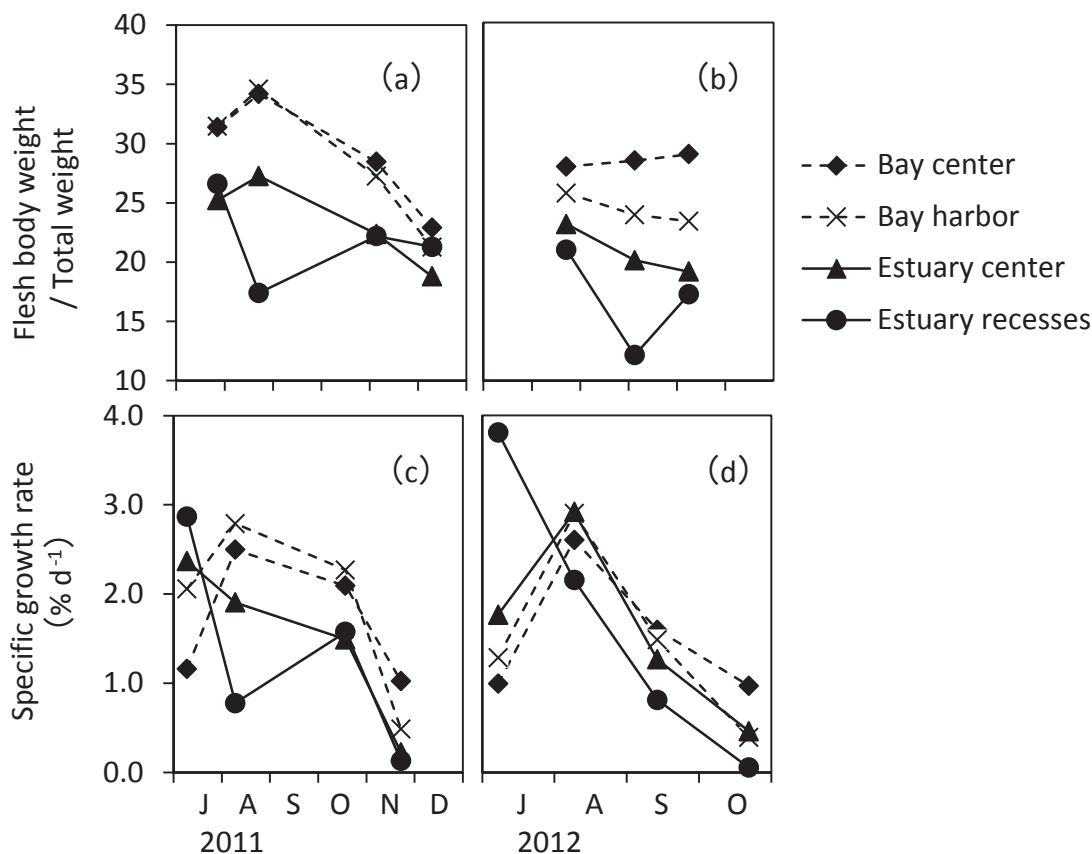 Flesh body weight
/ Total weight
40
35
30
25
20
15
10
(a)
(b)
Bay center
Bay harbor
Estuary center
Estuary recesses
Specific growth rate
(% d⁻¹)
4.0
3.0
2.0
1.0
0.0
(c)
(d)
J A S O N D
J A S O
2011
2012